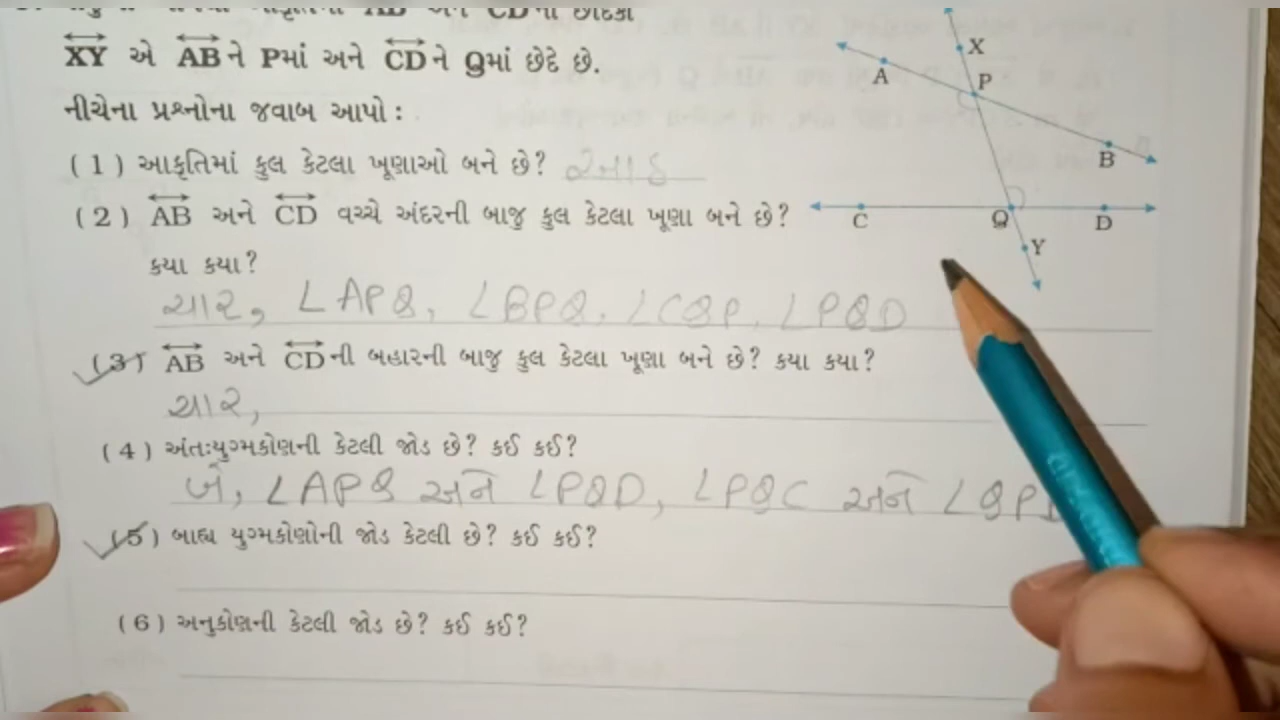 XY એ AB ને Pમાં અને CD ને Qમાં છેદે છે.
નીચેના પ્રશ્નોના જવાબ આપો :
( 1 ) આકૃતિમાં કુલ કેટલા ખૂણાઓ બને છે? આઠ
( 2 ) AB અને CD વચ્ચે અંદરની બાજુ કુલ કેટલા ખૂણા બને છે?
કયા કયા?
ચાર, ∠APQ, ∠BPQ, ∠CQP, ∠PQD
( 3 ) AB અને CD ની બહારની બાજુ કુલ કેટલા ખૂણા બને છે? કયા કયા?
ચાર,
( 4 ) અંતઃયુગ્મકોણની કેટલી જોડ છે? કઈ કઈ?
બે, ∠APQ અને ∠PQD, ∠PQC અને
( 5 ) બાહ્ય યુગ્મકોણોની જોડ કેટલી છે? કઈ કઈ?
( 6 ) અનુકોણની કેટલી જોડ છે? કઈ કઈ?
X
A
P
B
C
Q
D
Y